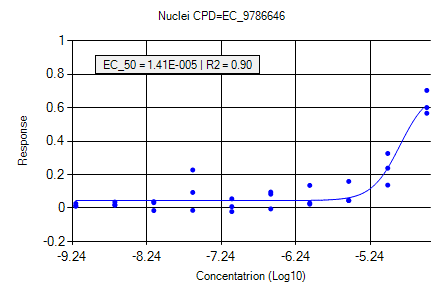 Nuclei CPD=EC_9786646
EC_50 = 1.41E-005 | R2 = 0.90
1
0.8
0.6
0.4
0.2
0
-0.2
Response
-9.24 -8.24 -7.24 -6.24 -5.24
Concentatrion (Log10)